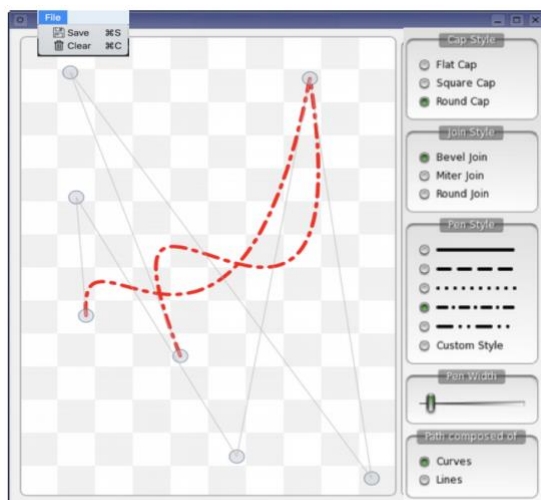 File
Save ⌘S
Clear ⌘C
Cap Style
Flat Cap
Square Cap
Round Cap
Join Style
Bevel Join
Miter Join
Round Join
Pen Style
Custom Style
Pen Width
Path composed of
Curves
Lines